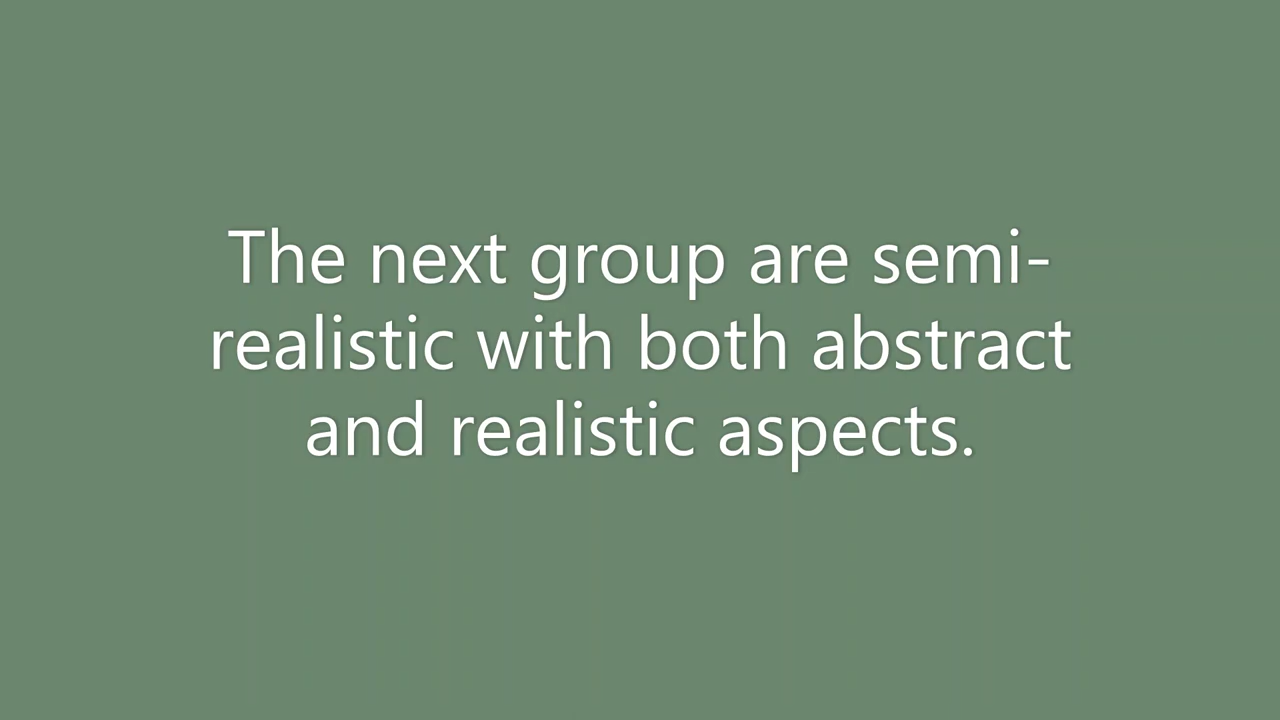 The next group are semi-
realistic with both abstract
and realistic aspects.